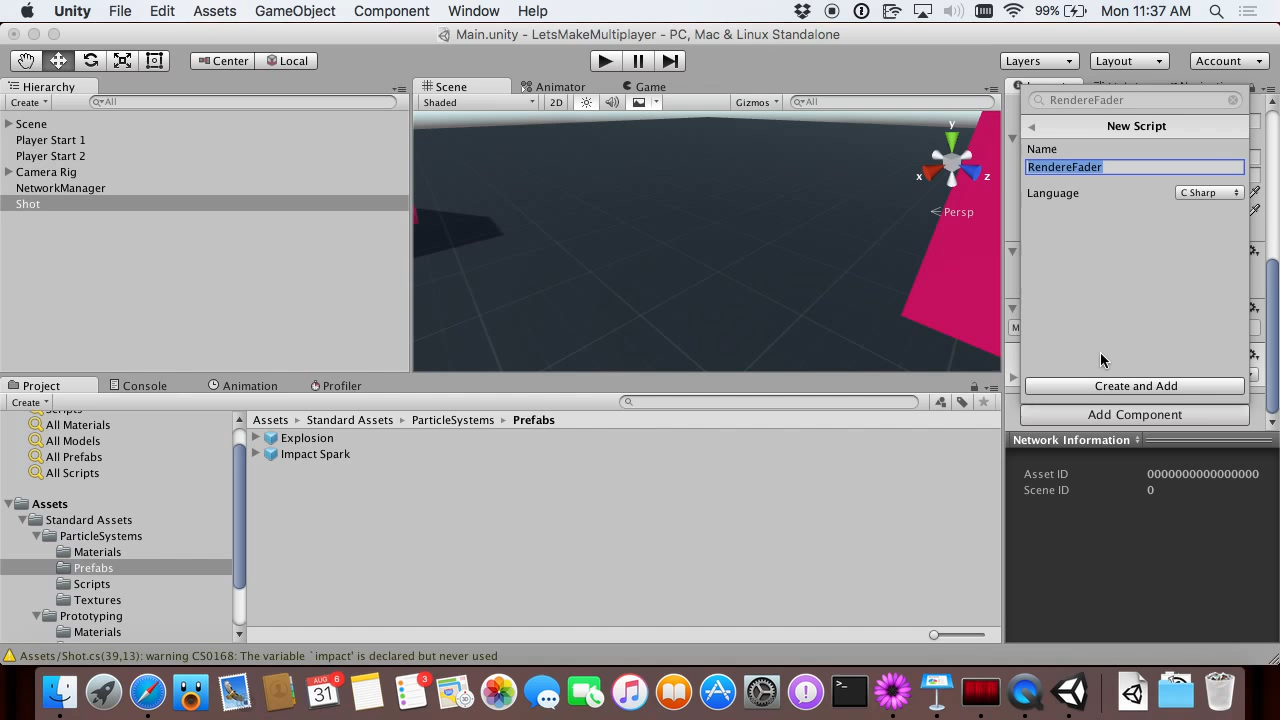 Unity File Edit Assets GameObject Component Window Help 99% Mon 11:37 AM
Main.unity - LetsMakeMultiplayer - PC, Mac & Linux Standalone
Center Local Layers Layout Account
Hierarchy
Create All
Scene
Player Start 1
Player Start 2
Camera Rig
NetworkManager
Shot
Scene Animator Game
Shaded 2D Gizmos All
y
x
z
Persp
RendereFader
New Script
Name
RendereFader
Language C Sharp
Create and Add
Add Component
Network Information
Asset ID 0000000000000000
Scene ID 0
Project Console Animation Profiler
Create
All Materials
All Models
All Prefabs
All Scripts
Assets
Standard Assets
ParticleSystems
Materials
Prefabs
Scripts
Textures
Prototyping
Materials
Assets Standard Assets ParticleSystems Prefabs
Explosion
Impact Spark
Assets/Shot.cs(39,13): warning CS0168: The variable `impact' is declared but never used
AUG 6
31
3